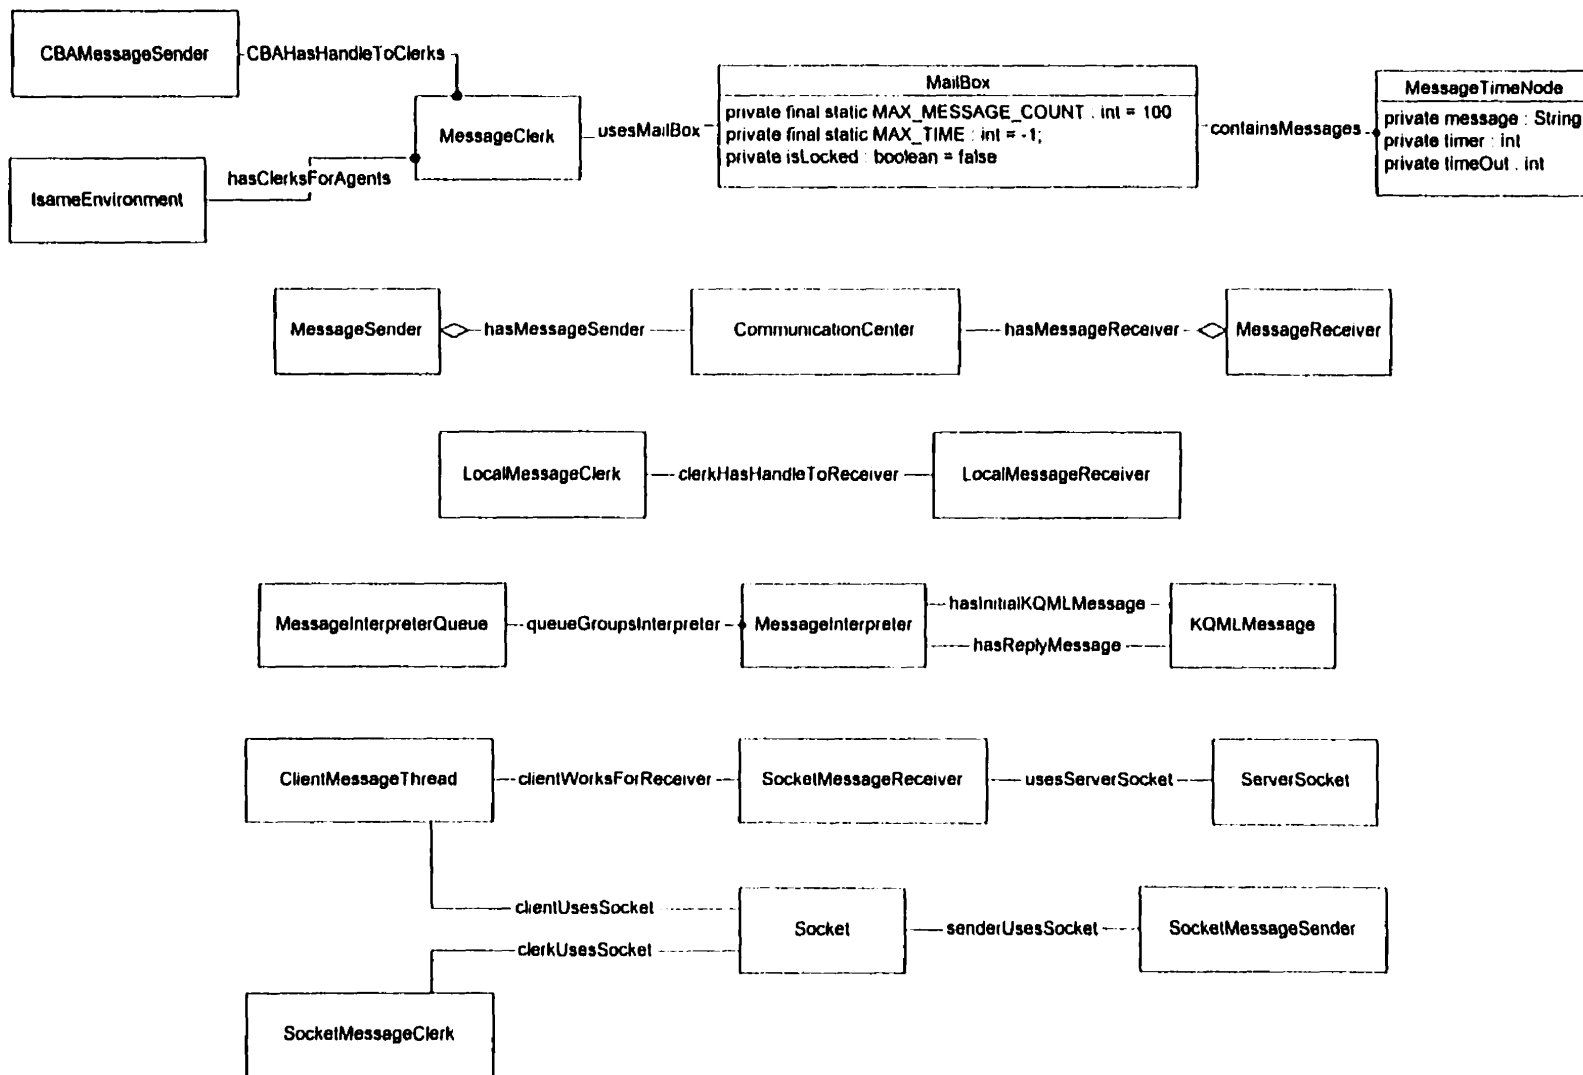 CBAMessageSender
CBAHasHandleToClerks
MessageClerk
usesMailBox
MailBox
private final static MAX_MESSAGE_COUNT . int = 100
private final static MAX_TIME : int = -1;
private isLocked : boolean = false
containsMessages
MessageTimeNode
private message : String
private timer : int
private timeOut . int
hasClerksForAgents
IsameEnvironment
MessageSender
hasMessageSender
CommunicationCenter
hasMessageReceiver
MessageReceiver
LocalMessageClerk
clerkHasHandleToReceiver
LocalMessageReceiver
MessageInterpreterQueue
queueGroupsInterpreter
MessageInterpreter
hasInitialKQMLMessage
hasReplyMessage
KQMLMessage
ClientMessageThread
clientWorksForReceiver
SocketMessageReceiver
usesServerSocket
ServerSocket
clientUsesSocket
clerkUsesSocket
Socket
senderUsesSocket
SocketMessageSender
SocketMessageClerk